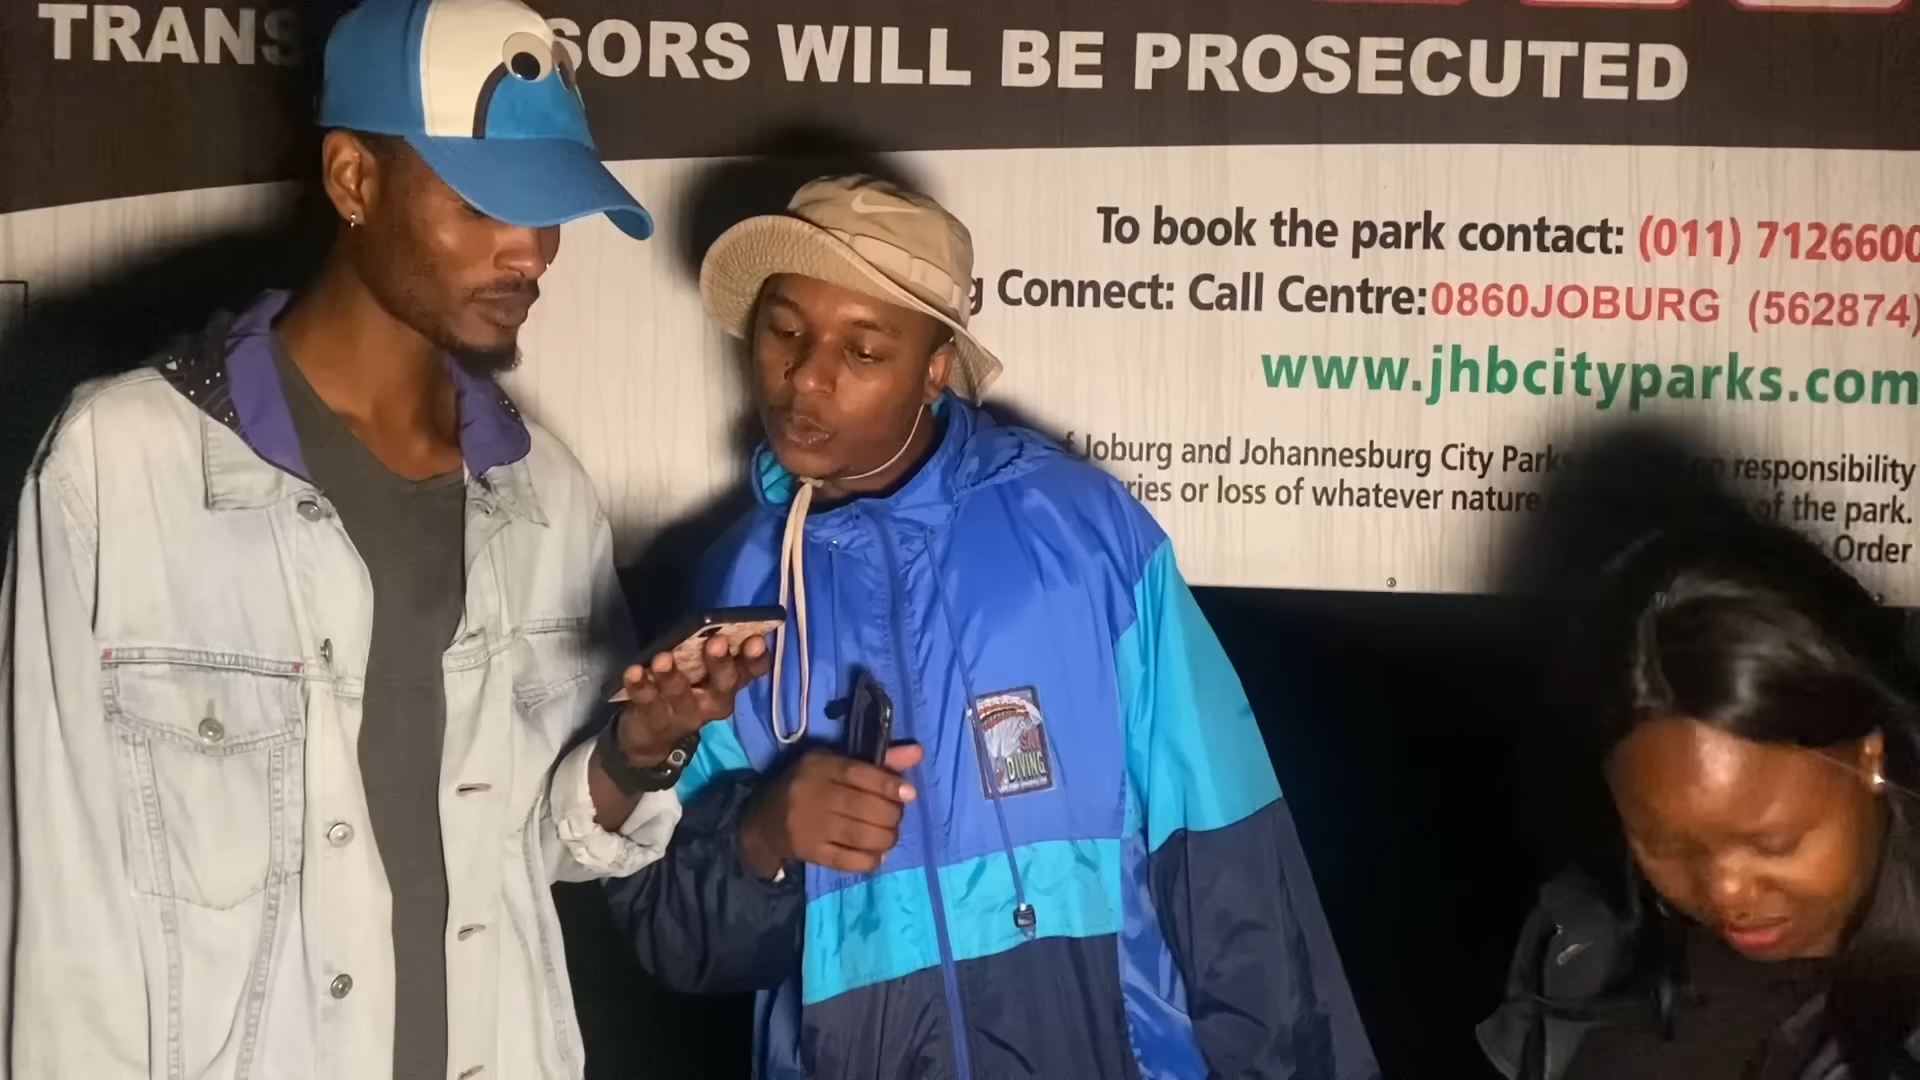 TRANS SORS WILL BE PROSECUTED
To book the park contact: (011) 7126600
g Connect: Call Centre:0860JOBURG (562874)
www.jhbcityparks.com
f Joburg and Johannesburg City Parks responsibility
ries or loss of whatever nature of the park.
Order
DIVING